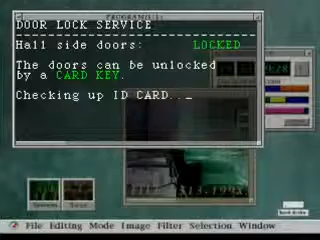 DOOR LOCK SERVICE
Hall side doors: LOCKED
The doors can be unlocked
by a CARD KEY.
Checking up ID CARD.._
File Editing Mode Image Filter Selection Window